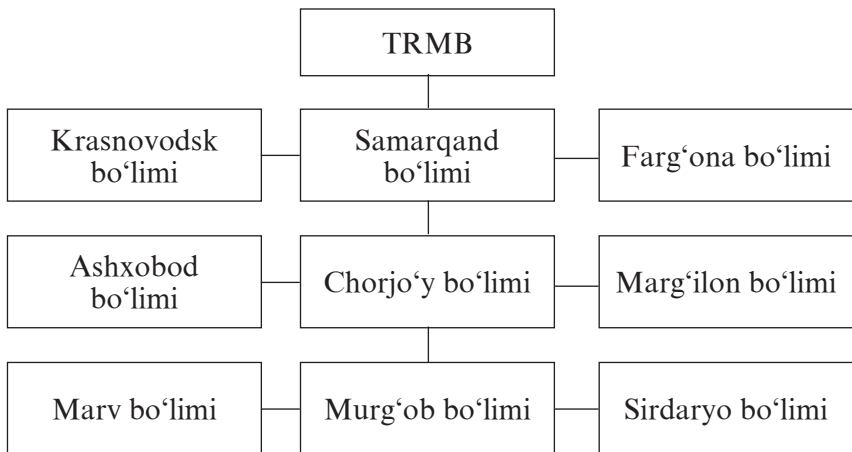 TRMB
Krasnovodsk
bo‘limi
Samarqand
bo‘limi
Farg‘ona bo‘limi
Ashxobod
bo‘limi
Chorjo‘y bo‘limi
Marg‘ilon bo‘limi
Marv bo‘limi
Murg‘ob bo‘limi
Sirdaryo bo‘limi